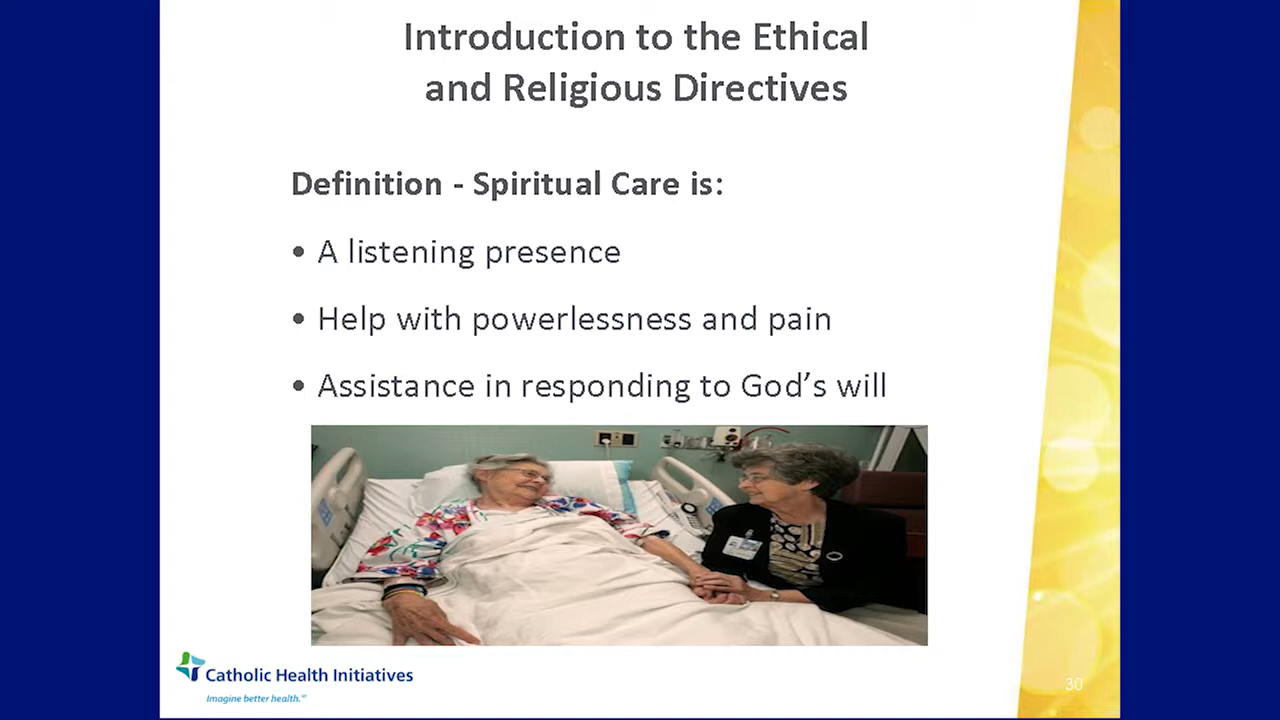 Introduction to the Ethical
and Religious Directives
Definition - Spiritual Care is:
• A listening presence
• Help with powerlessness and pain
• Assistance in responding to God’s will
Catholic Health Initiatives
Imagine better health.℠
30